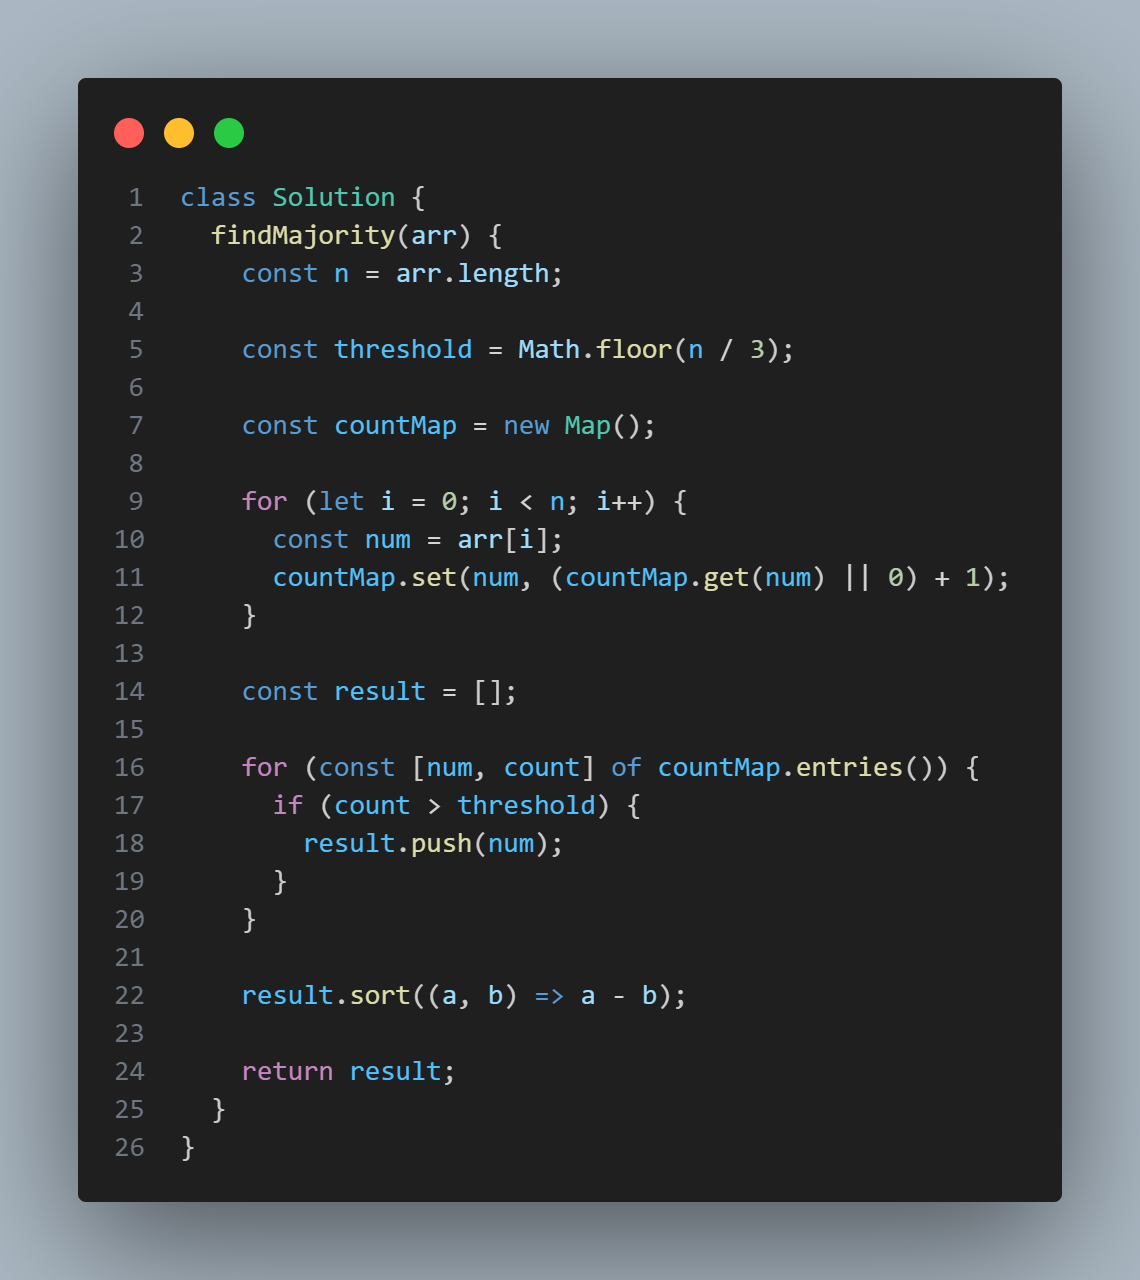 1 class Solution {
2   findMajority(arr) {
3     const n = arr.length;
4
5     const threshold = Math.floor(n / 3);
6
7     const countMap = new Map();
8
9     for (let i = 0; i < n; i++) {
10       const num = arr[i];
11       countMap.set(num, (countMap.get(num) || 0) + 1);
12     }
13
14     const result = [];
15
16     for (const [num, count] of countMap.entries()) {
17       if (count > threshold) {
18         result.push(num);
19       }
20     }
21
22     result.sort((a, b) => a - b);
23
24     return result;
25   }
26 }